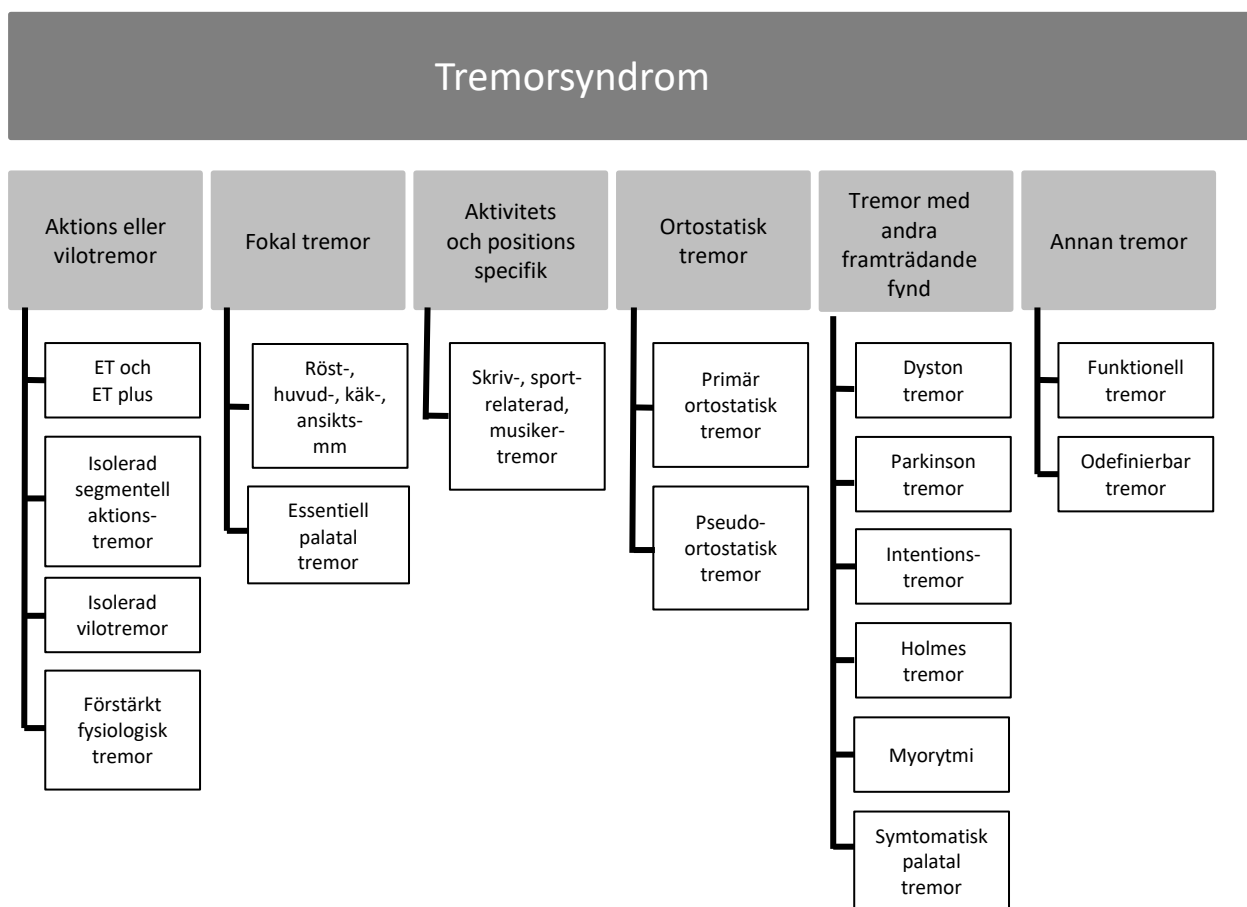 Tremorsyndrom
Aktions eller
vilotremor
Fokal tremor
Aktivitets
och positions
specifik
Ortostatisk
tremor
Tremor med
andra
framträdande
fynd
Annan tremor
ET och
ET plus
Isolerad
segmentell
aktions-
tremor
Isolerad
vilotremor
Förstärkt
fysiologisk
tremor
Röst-,
huvud-, käk-,
ansikts-
mm
Essentiell
palatal
tremor
Skriv-, sport-
relaterad,
musiker-
tremor
Primär
ortostatisk
tremor
Pseudo-
ortostatisk
tremor
Dyston
tremor
Parkinson
tremor
Intentions-
tremor
Holmes
tremor
Myorytmi
Symtomatisk
palatal
tremor
Funktionell
tremor
Odefinierbar
tremor